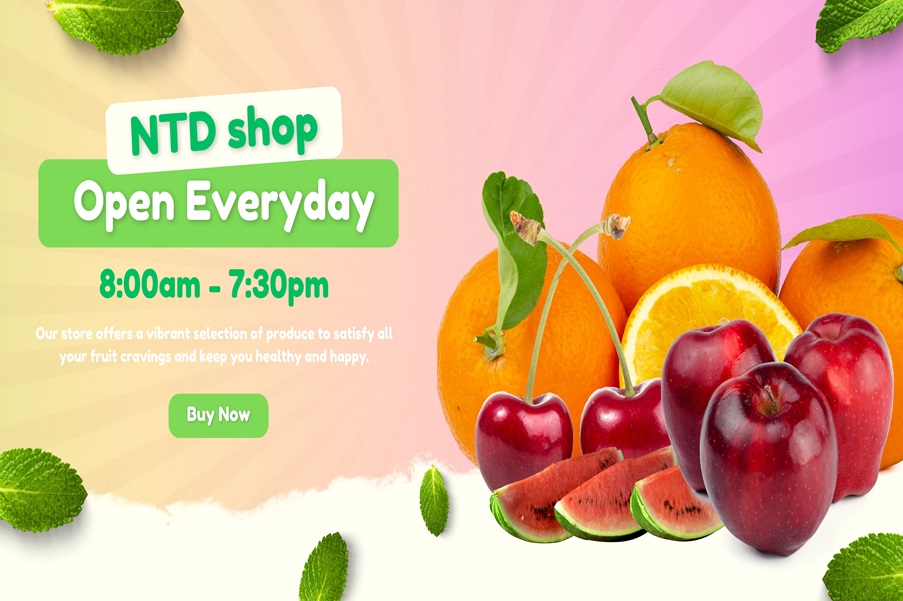 NTD shop
Open Everyday
8:00am - 7:30pm
Our store offers a vibrant selection of produce to satisfy all
your fruit cravings and keep you healthy and happy.
Buy Now